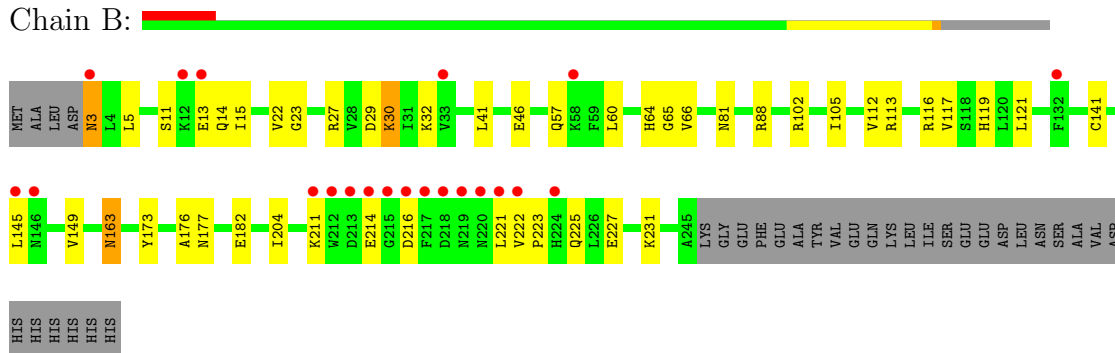 Chain B:
MET ALA LEU ASP N3 L4 L5 S11 K12 E13 Q14 I15 V22 G23 R27 V28 D29 K30 I31 K32 V33 L41 E46 Q57 K58 F59 L60 H64 G65 V66 N81 R88 R102 I105 V112 R113 R116 V117 S118 H119 L120 L121 F132 C141
L145 N146 V149 N163 Y173 A176 N177 E182 I204 K211 W212 D213 E214 G215 D216 F217 D218 N219 N220 L221 V222 P223 H224 Q225 L226 E227 K231 A245 LYS GLY GLU PHE GLU ALA TYR VAL GLU GLN LYS LEU ILE SER GLU GLU ASP LEU ASN SER ALA VAL ASP
HIS HIS HIS HIS HIS HIS